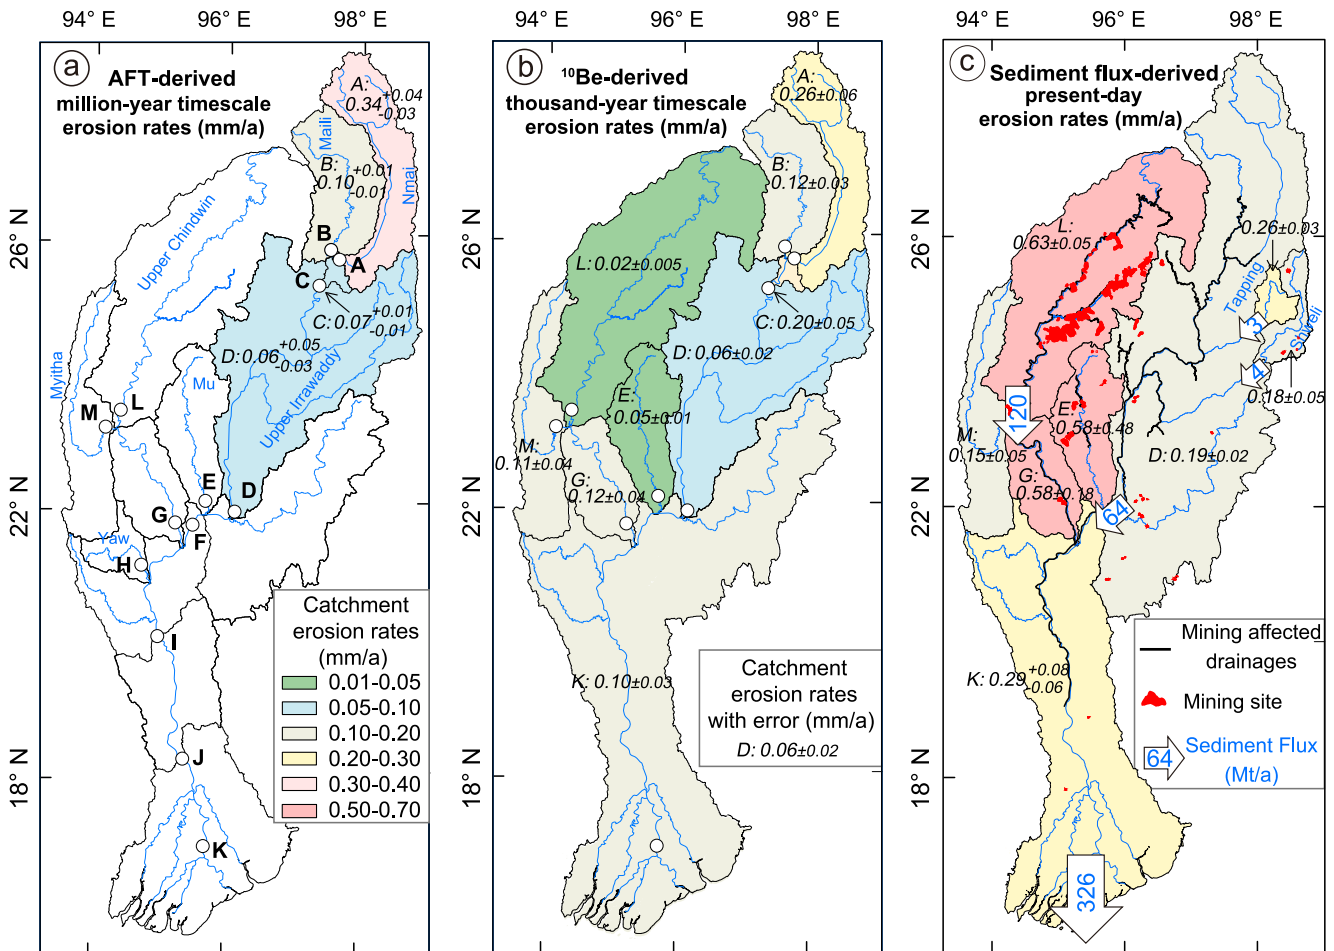 94° E
96° E
98° E
94° E
96° E
98° E
94° E
96° E
98° E
a
AFT-derived
million-year timescale
erosion rates (mm/a)
A:
0.34 +0.04 -0.03
Maili
B:
0.10 +0.01 -0.01
Nmai
Upper Chindwin
B
A
C
C: 0.07 +0.01 -0.01
D: 0.06 +0.05 -0.03
Upper Irrawaddy
Myitha
Mu
M
L
E
D
G
F
Yaw
H
I
J
K
26° N
22° N
18° N
Catchment
erosion rates
(mm/a)
0.01-0.05
0.05-0.10
0.10-0.20
0.20-0.30
0.30-0.40
0.50-0.70
94° E
96° E
98° E
b
10Be-derived
thousand-year timescale
erosion rates (mm/a)
A:
0.26±0.06
B:
0.12±0.03
L: 0.02±0.005
C: 0.20±0.05
D: 0.06±0.02
E:
0.05±0.01
M:
0.11±0.04
G:
0.12±0.04
K: 0.10±0.03
26° N
22° N
18° N
Catchment
erosion rates
with error (mm/a)
D: 0.06±0.02
94° E
96° E
98° E
c
Sediment flux-derived
present-day
erosion rates (mm/a)
L:
0.63±0.05
0.26±0.03
Tapping
3
Shweli
4
0.18±0.05
120
E:
0.58±0.48
M:
0.15±0.05
D: 0.19±0.02
G:
0.58±0.18
64
K: 0.29 +0.08 -0.06
326
26° N
22° N
18° N
Mining affected
drainages
Mining site
64
Sediment Flux
(Mt/a)
94° E
96° E
98° E